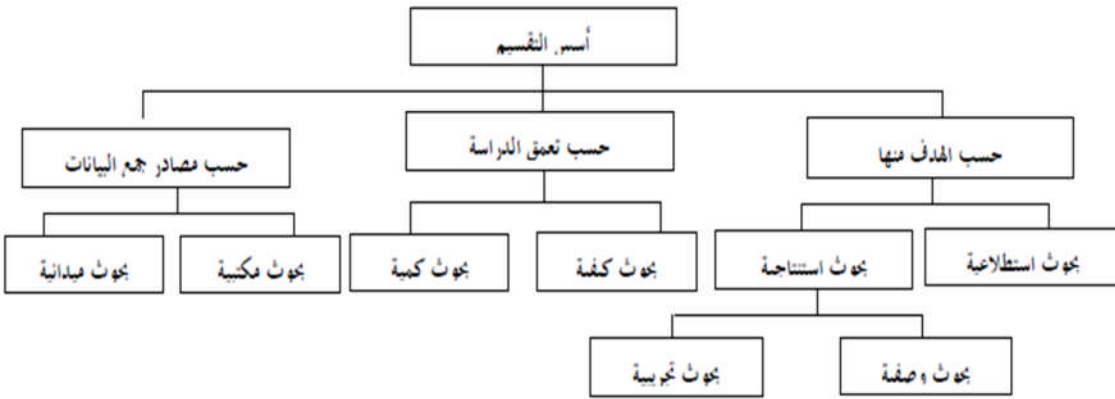 أسس التقسيم
حسب الهدف منها
حسب تعمق الدراسة
حسب مصادر جمع البيانات
بحوث استطلاعية
بحوث استنتاجية
بحوث كيفية
بحوث كمية
بحوث مكتبية
بحوث ميدانية
بحوث وصفية
بحوث تجريبية